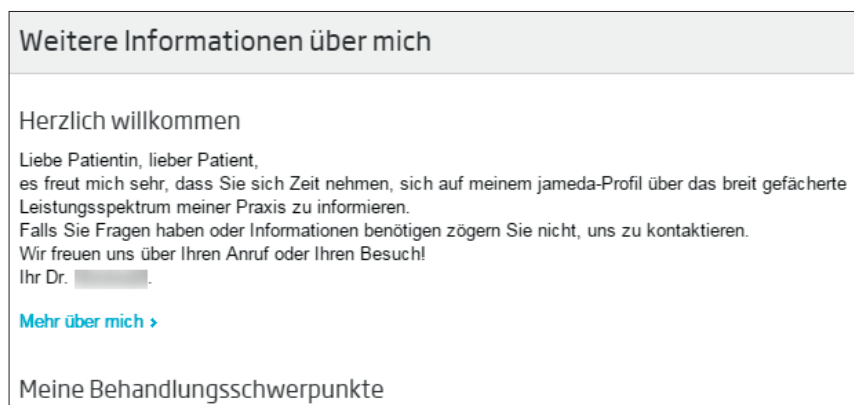 Weitere Informationen über mich
Herzlich willkommen
Liebe Patientin, lieber Patient,
es freut mich sehr, dass Sie sich Zeit nehmen, sich auf meinem jameda-Profil über das breit gefächerte
Leistungsspektrum meiner Praxis zu informieren.
Falls Sie Fragen haben oder Informationen benötigen zögern Sie nicht, uns zu kontaktieren.
Wir freuen uns über Ihren Anruf oder Ihren Besuch!
Ihr Dr. .
Mehr über mich >
Meine Behandlungsschwerpunkte